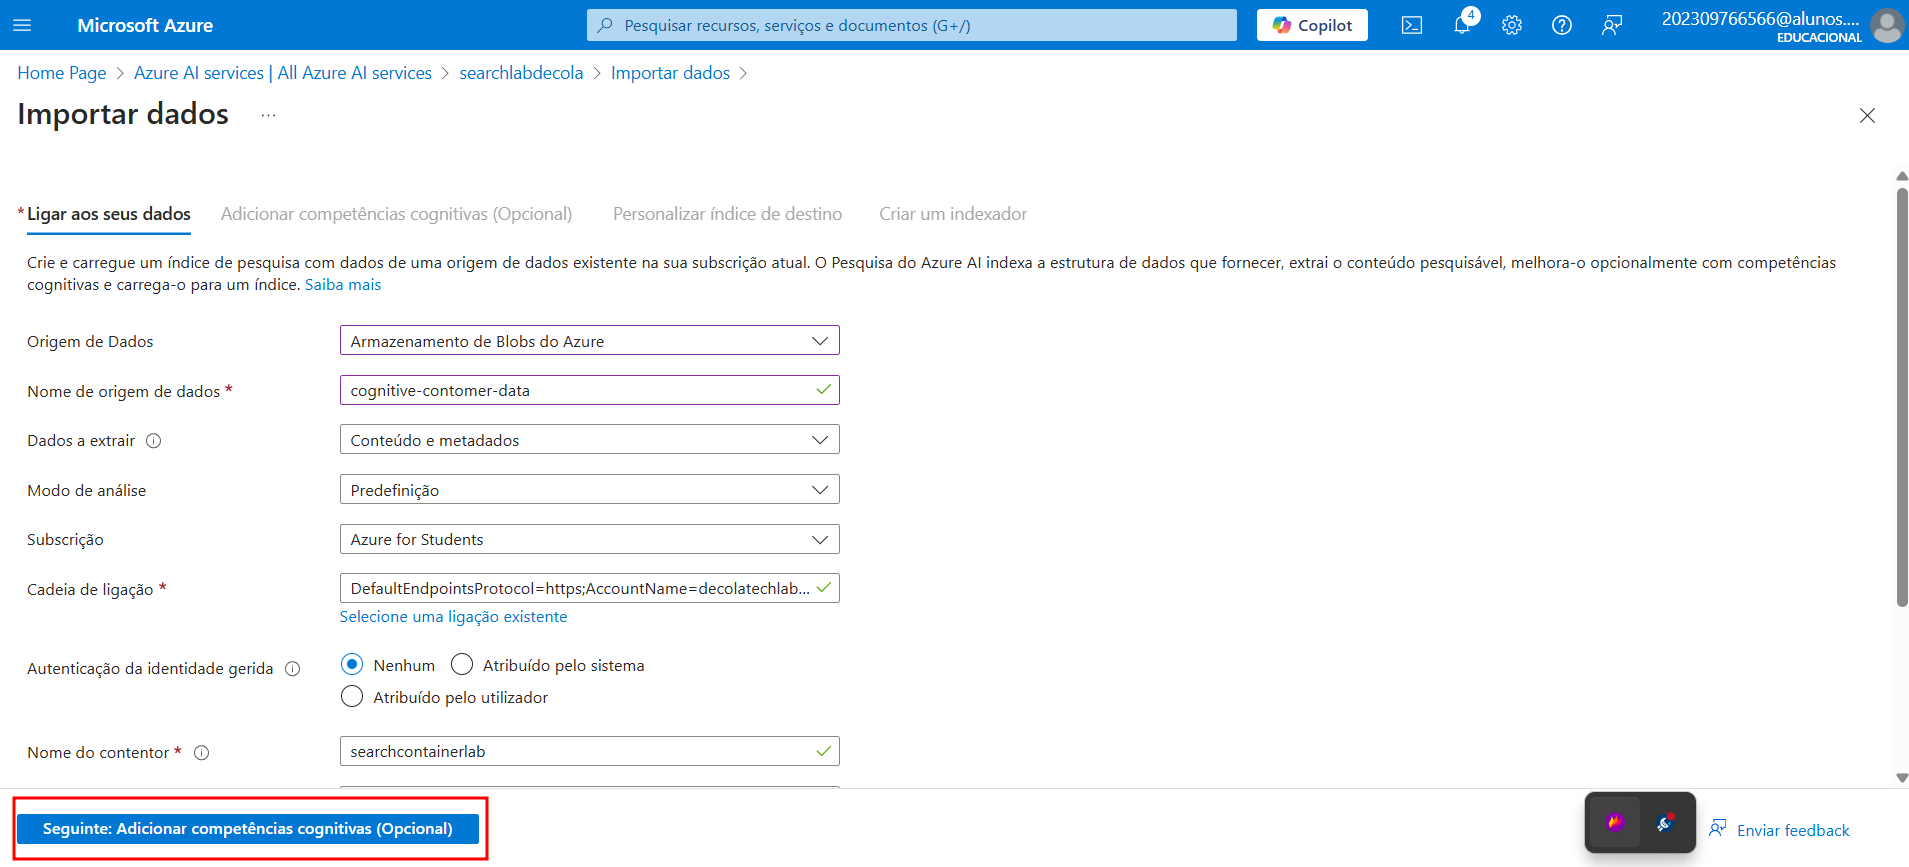 Microsoft Azure
Pesquisar recursos, serviços e documentos (G+/)
Copilot
4
202309766566@alunos....
EDUCACIONAL
Home Page > Azure AI services | All Azure AI services > searchlabdecola > Importar dados >
Importar dados ...
* Ligar aos seus dados
Adicionar competências cognitivas (Opcional)
Personalizar índice de destino
Criar um indexador
Crie e carregue um índice de pesquisa com dados de uma origem de dados existente na sua subscrição atual. O Pesquisa do Azure AI indexa a estrutura de dados que fornecer, extrai o conteúdo pesquisável, melhora-o opcionalmente com competências
cognitivas e carrega-o para um índice. Saiba mais
Origem de Dados
Armazenamento de Blobs do Azure
Nome de origem de dados *
cognitive-contomer-data
Dados a extrair
Conteúdo e metadados
Modo de análise
Predefinição
Subscrição
Azure for Students
Cadeia de ligação *
DefaultEndpointsProtocol=https;AccountName=decolatechlab...
Selecione uma ligação existente
Autenticação da identidade gerida
Nenhum
Atribuído pelo sistema
Atribuído pelo utilizador
Nome do contentor *
searchcontainerlab
Seguinte: Adicionar competências cognitivas (Opcional)
Enviar feedback